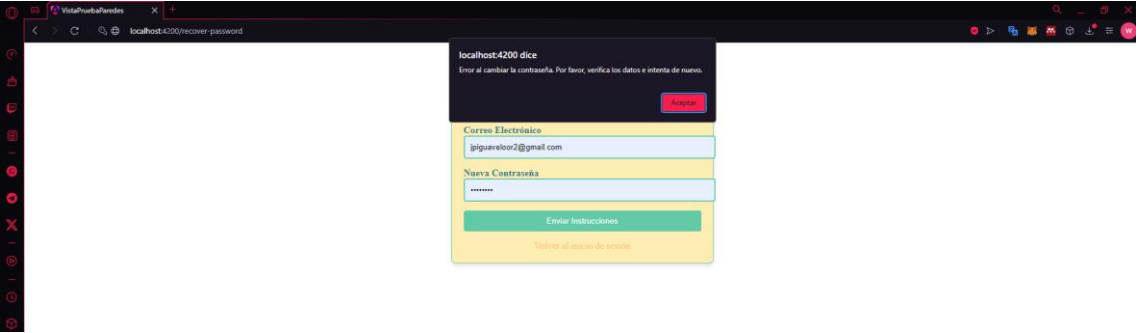 VistaPruebaParedes
localhost:4200/recover-password
localhost:4200 dice
Error al cambiar la contraseña. Por favor, verifica los datos e intenta de nuevo.
Aceptar
Correo Electrónico
jpiguaveloor2@gmail.com
Nueva Contraseña
••••••••
Enviar Instrucciones
Volver al inicio de sesión